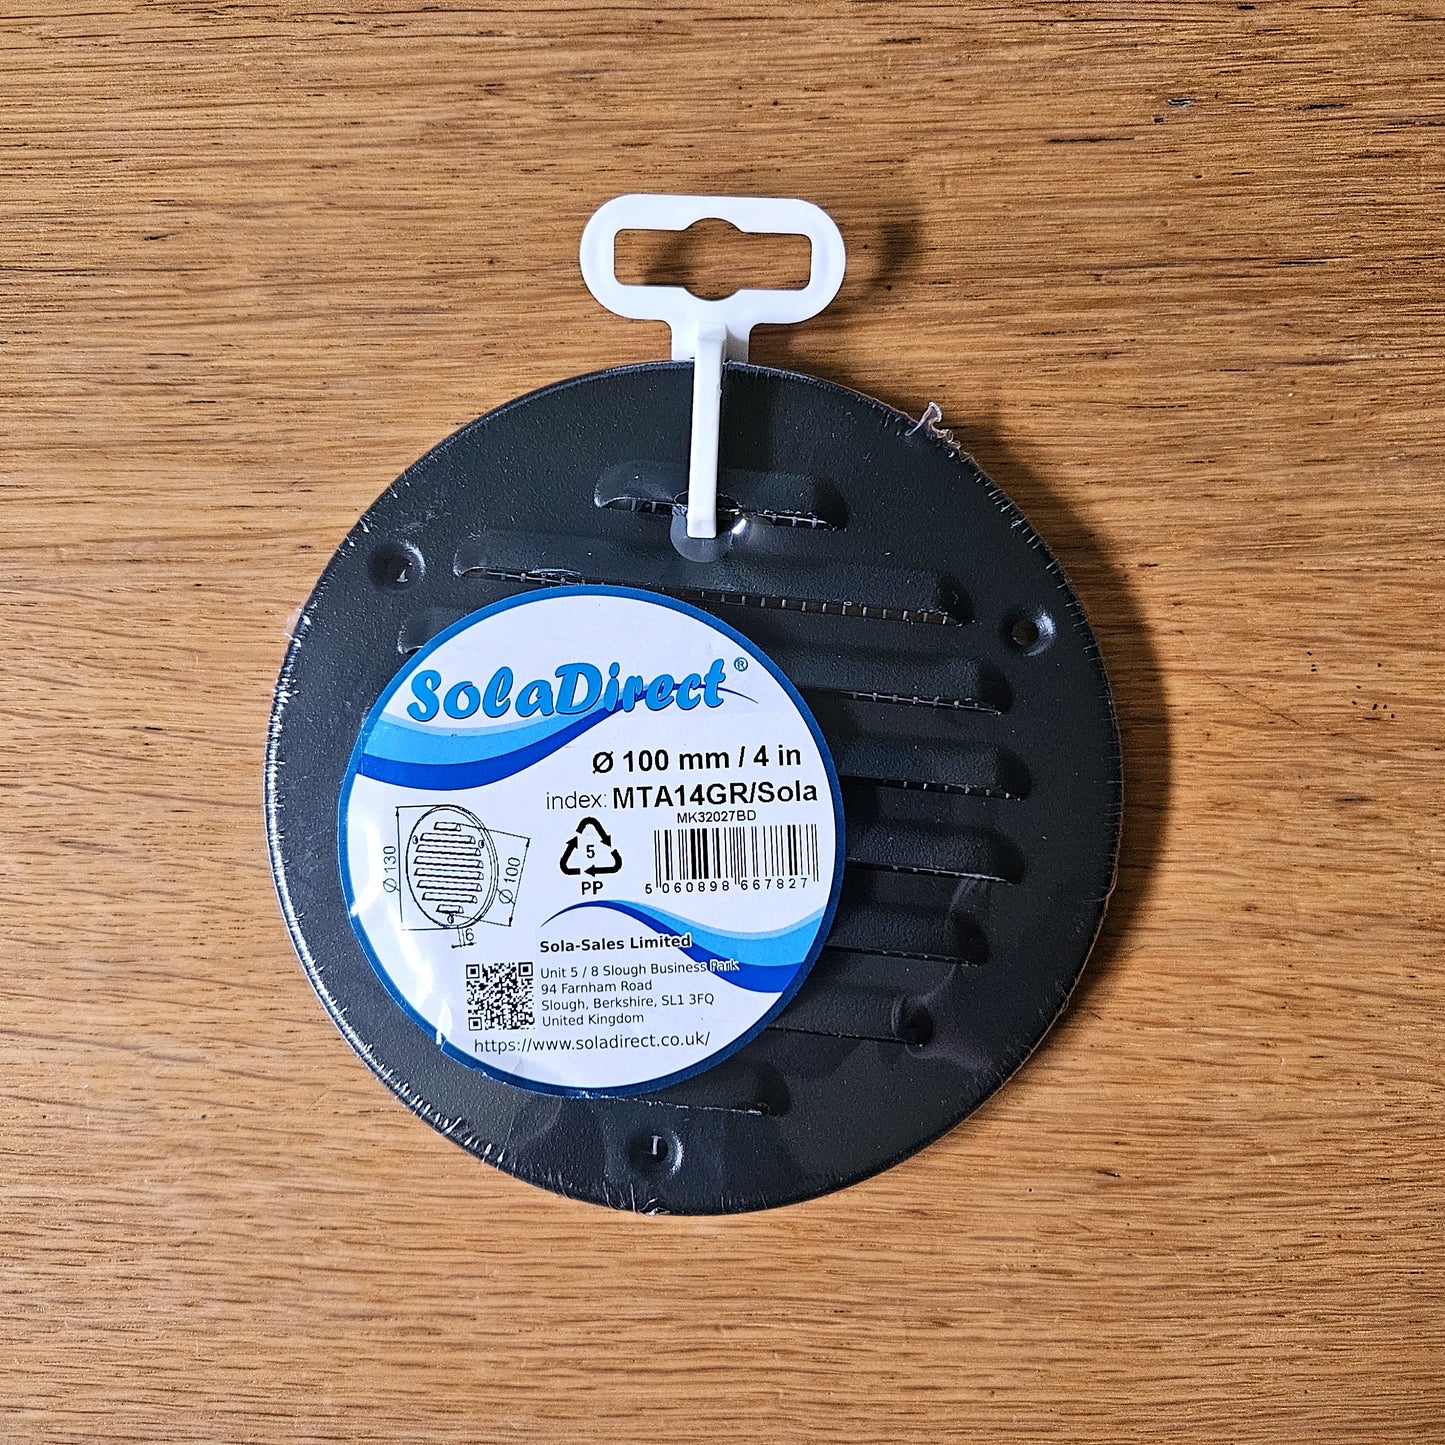 SolaDirect®
Ø 100 mm / 4 in
index: MTA14GR/Sola
MK32027BD
Ø 130
Ø 100
6
5
PP
5 060898 667827
Sola-Sales Limited
Unit 5 / 8 Slough Business Park
94 Farnham Road
Slough, Berkshire, SL1 3FQ
United Kingdom
https://www.soladirect.co.uk/